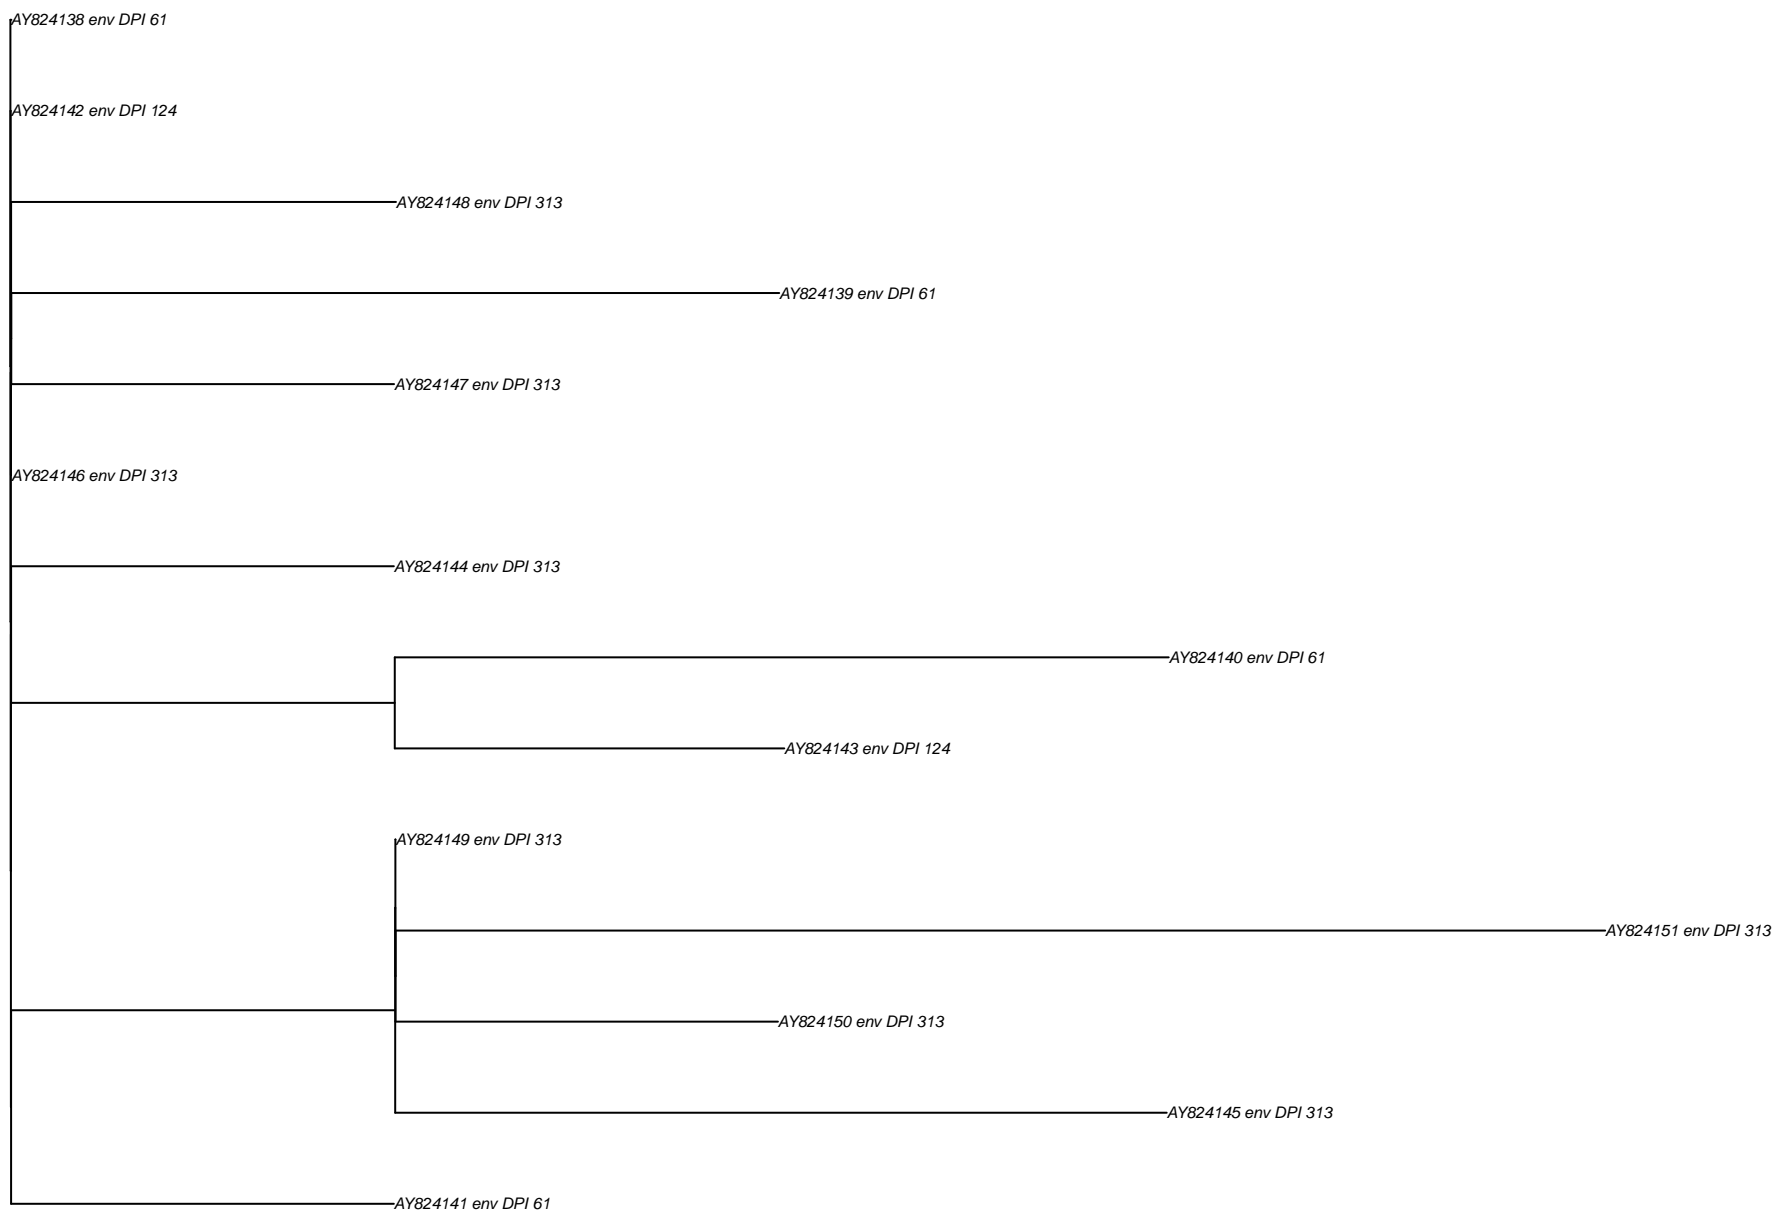 AY824138 env DPI 61
AY824142 env DPI 124
AY824148 env DPI 313
AY824139 env DPI 61
AY824147 env DPI 313
AY824146 env DPI 313
AY824144 env DPI 313
AY824140 env DPI 61
AY824143 env DPI 124
AY824149 env DPI 313
AY824151 env DPI 313
AY824150 env DPI 313
AY824145 env DPI 313
AY824141 env DPI 61